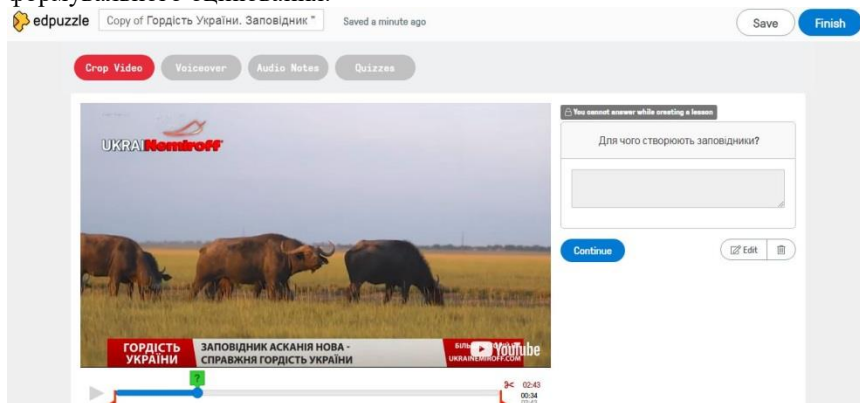 формувального оцінювання.
edpuzzle
Copy of Гордість України. Заповідник "
Saved a minute ago
Save
Finish
Crop Video
Voiceover
Audio Notes
Quizzes
You cannot answer while creating a lesson
Для чого створюють заповідники?
UKRAINemiroff
Continue
Edit
ГОРДІСТЬ
УКРАЇНИ
ЗАПОВІДНИК АСКАНІЯ НОВА -
СПРАВЖНЯ ГОРДІСТЬ УКРАЇНИ
YouTube
UKRAINEMIROFF.COM
?
02:43
00:34